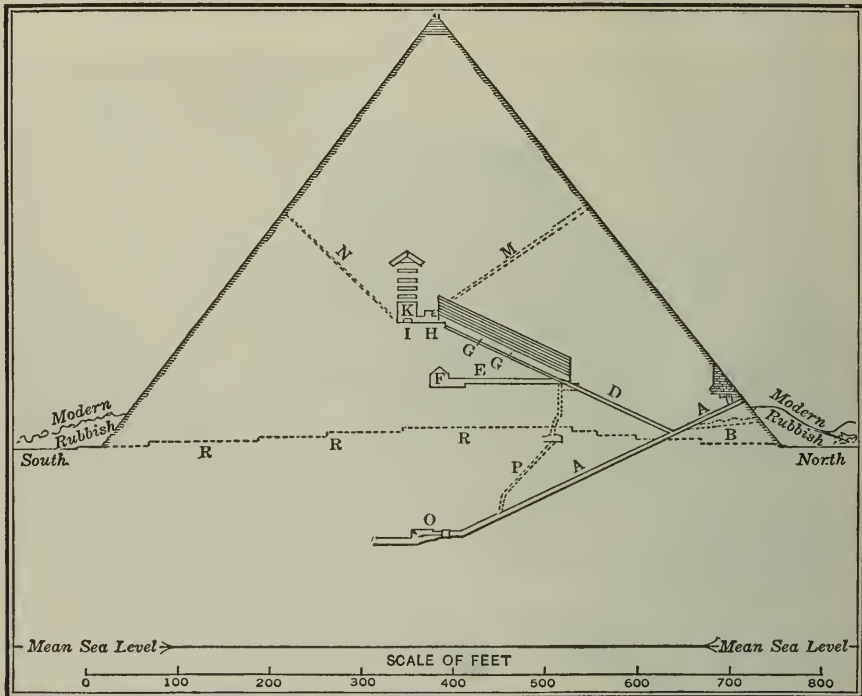 N
M
K
I H
G
G
E
F
D
A
Modern
Rubbish
Modern
Rubbish
B
R R R
P
A
South.
North
O
Mean Sea Level
Mean Sea Level
SCALE OF FEET
0 100 200 300 400 500 600 700 800